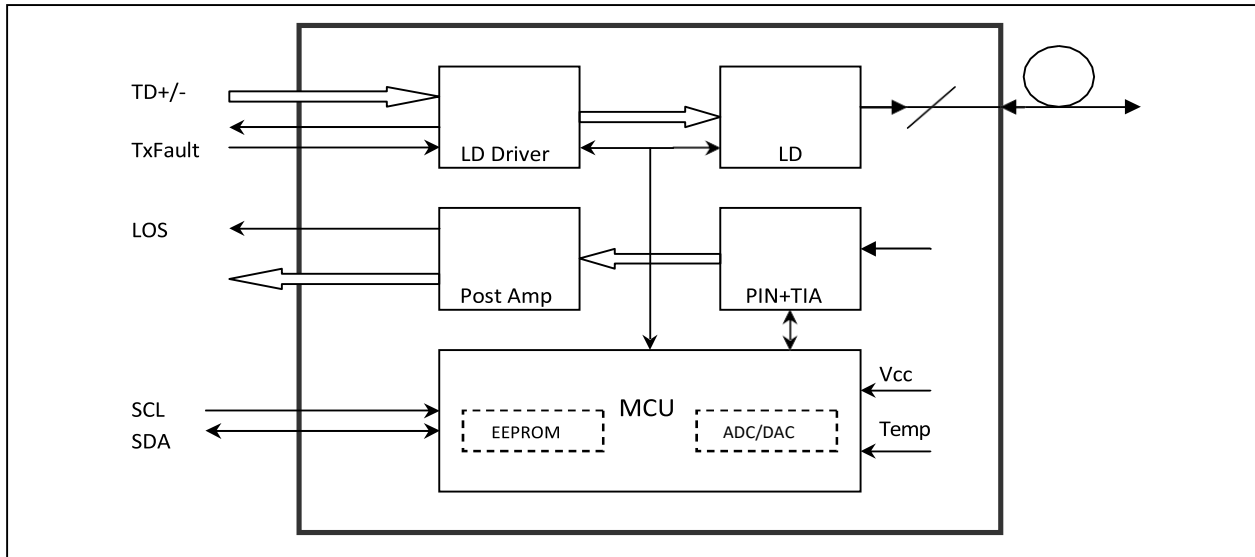 TD+/-
TxFault
LD Driver
LD
LOS
Post Amp
PIN+TIA
Vcc
SCL
MCU
SDA
EEPROM
ADC/DAC
Temp